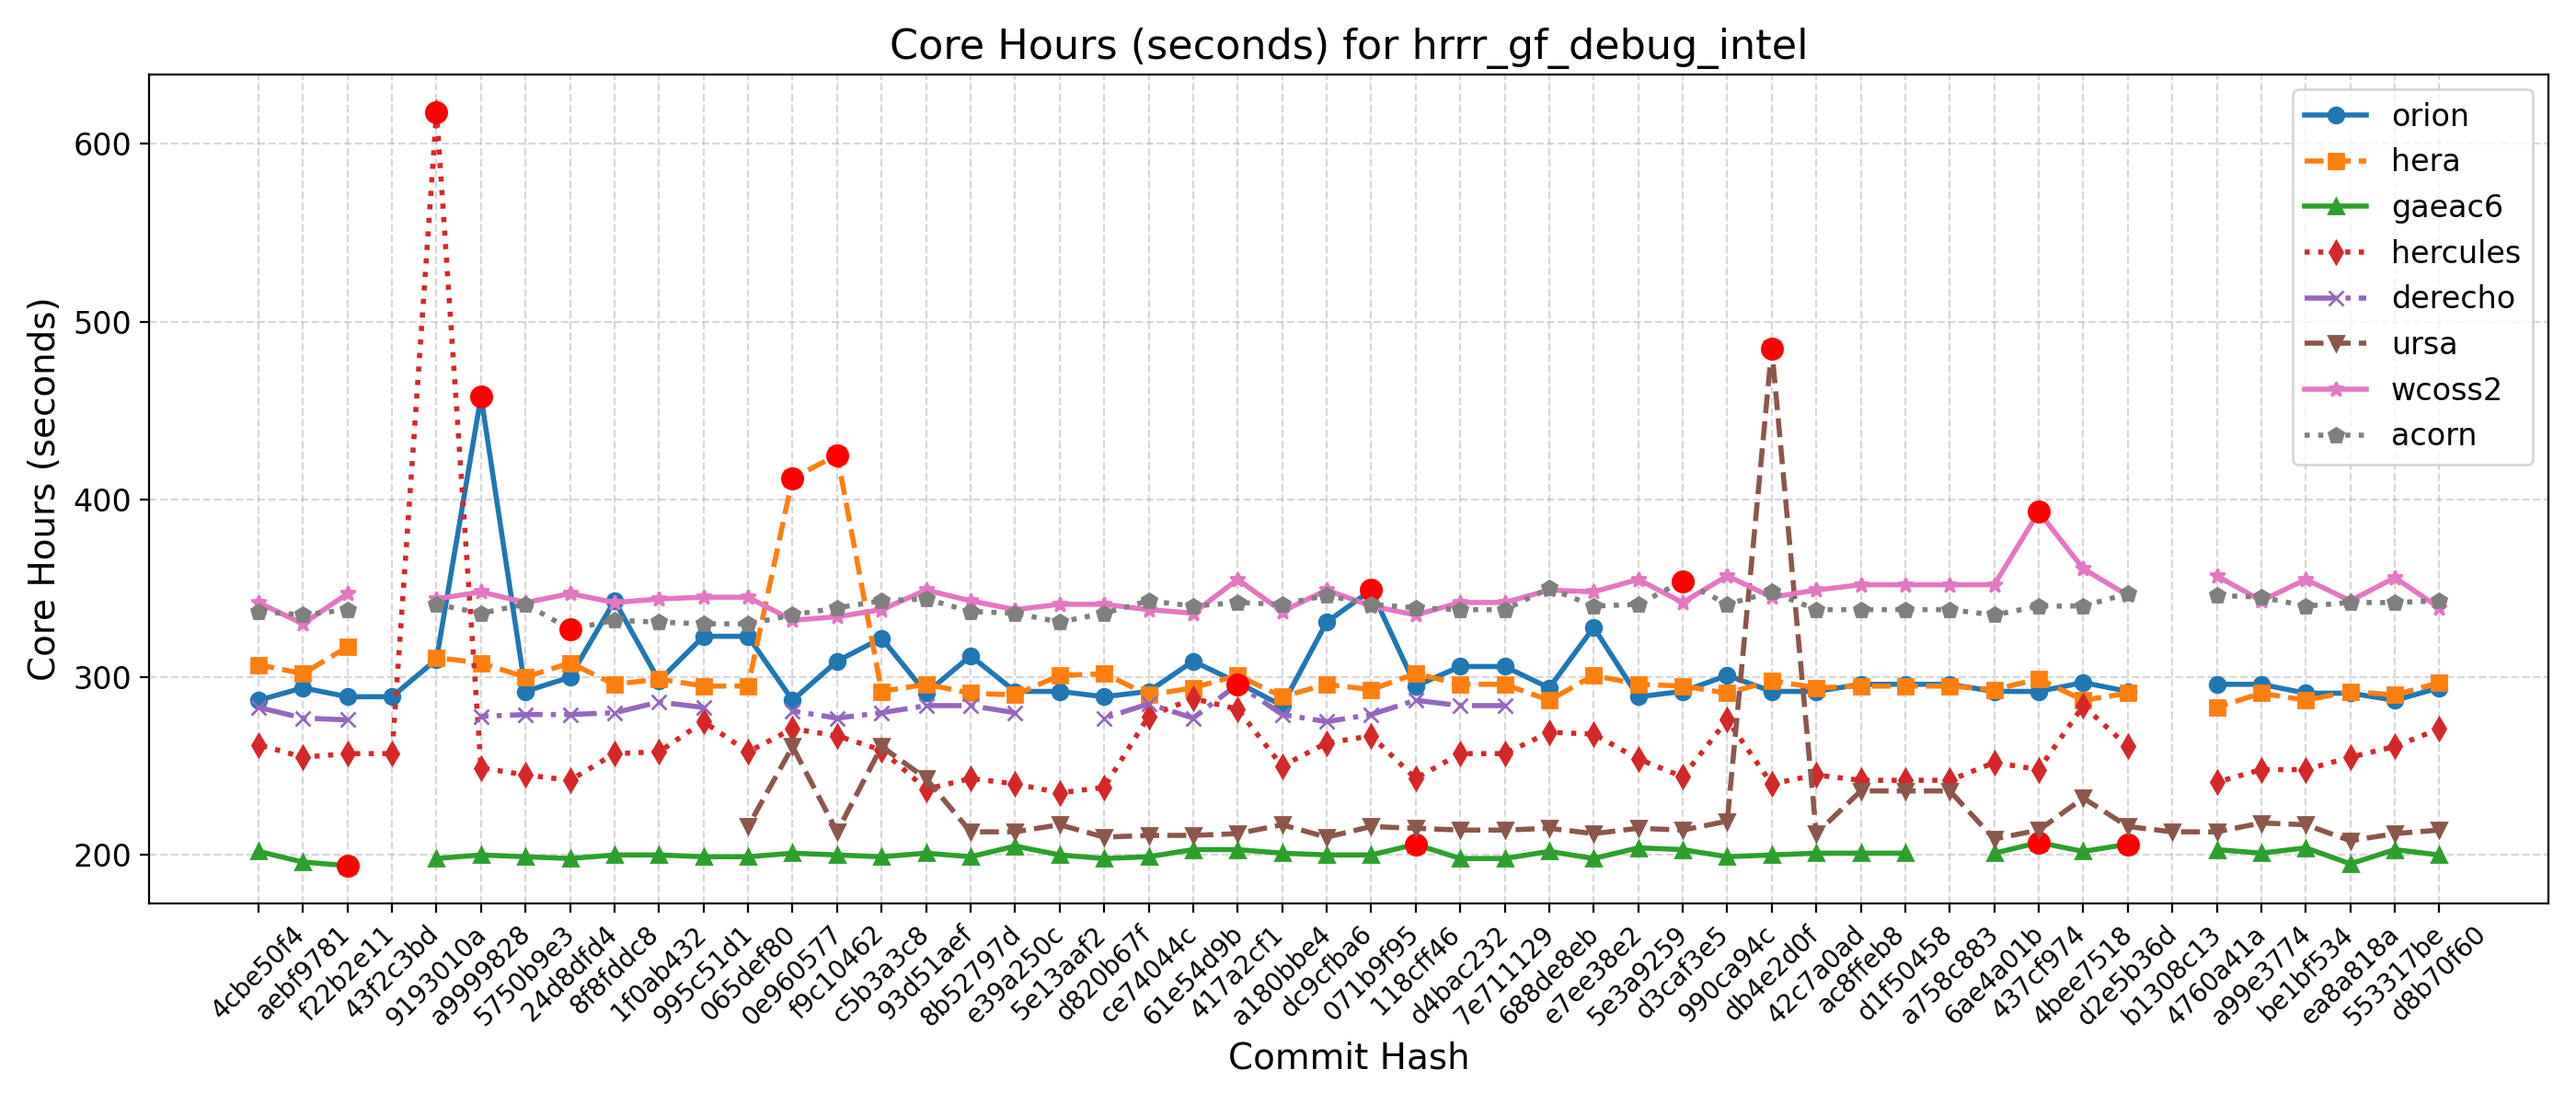 Core Hours (seconds) for hrrr_gf_debug_intel
Core Hours (seconds)
600
500
400
300
200
orion
hera
gaeac6
hercules
derecho
ursa
wcoss2
acorn
4cbe50f4
aebf9781
f22b2e11
43f2c3bd
9193010a
a9999828
5750b9e3
24d8dfd4
8f8fddc8
1f0ab432
995c51d1
065def80
0e960577
f9c10462
c5b3a3c8
93d51aef
8b52797d
e39a250c
5e13aaf2
d820b67f
ce74044c
61e54d9b
417a2cf1
a180bbe4
dc9cfba6
071b9f95
118cff46
d4bac232
7e711129
688de8eb
e7ee38e2
5e3a9259
d3caf3e5
990ca94c
db4e2d0f
42c7a0ad
ac8ffeb8
d1f50458
a758c883
6ae4a01b
437cf974
4bee7518
d2e5b36d
b1308c13
4760a41a
a99e3774
be1bf534
ea8a818a
553317be
d8b70f60
Commit Hash